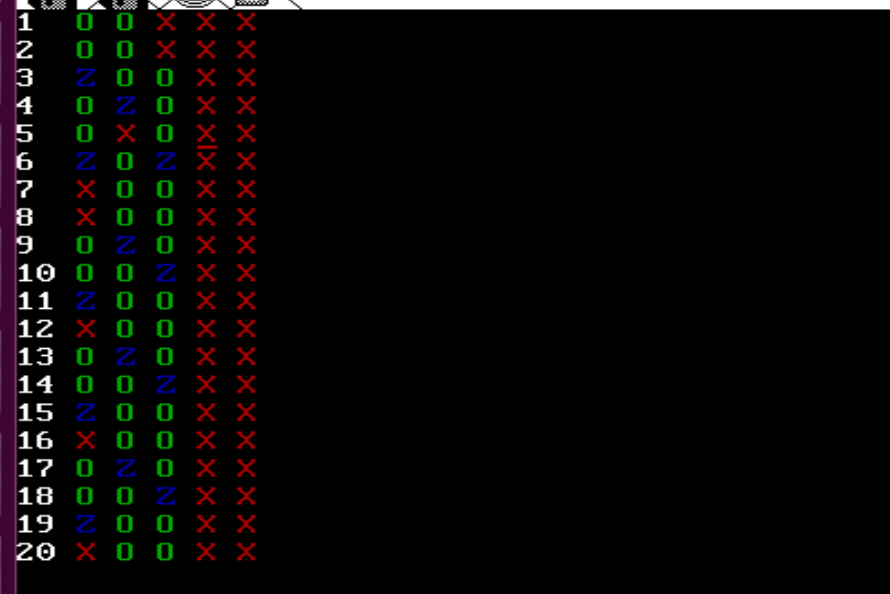 1 O O X X X
2 O O X X X
3 Z O O X X
4 O Z O X X
5 O X O X X
6 Z O Z X X
7 X O O X X
8 X O O X X
9 O Z O X X
10 O O Z X X
11 Z O O X X
12 X O O X X
13 O Z O X X
14 O O Z X X
15 Z O O X X
16 X O O X X
17 O Z O X X
18 O O Z X X
19 Z O O X X
20 X O O X X